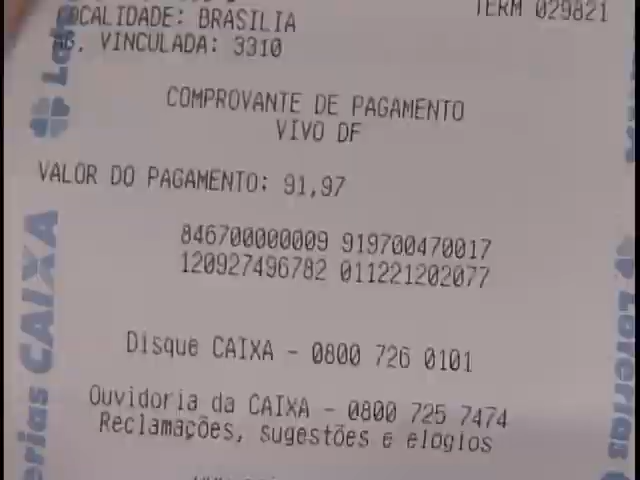 TERM 029821
LOCALIDADE: BRASILIA
AG. VINCULADA: 3310
COMPROVANTE DE PAGAMENTO
VIVO DF
VALOR DO PAGAMENTO: 91,97
846700000009 919700470017
120927496782 011221202077
Disque CAIXA - 0800 726 0101
Ouvidoria da CAIXA - 0800 725 7474
Reclamações, sugestões e elogios
Loterias CAIXA
Loterias